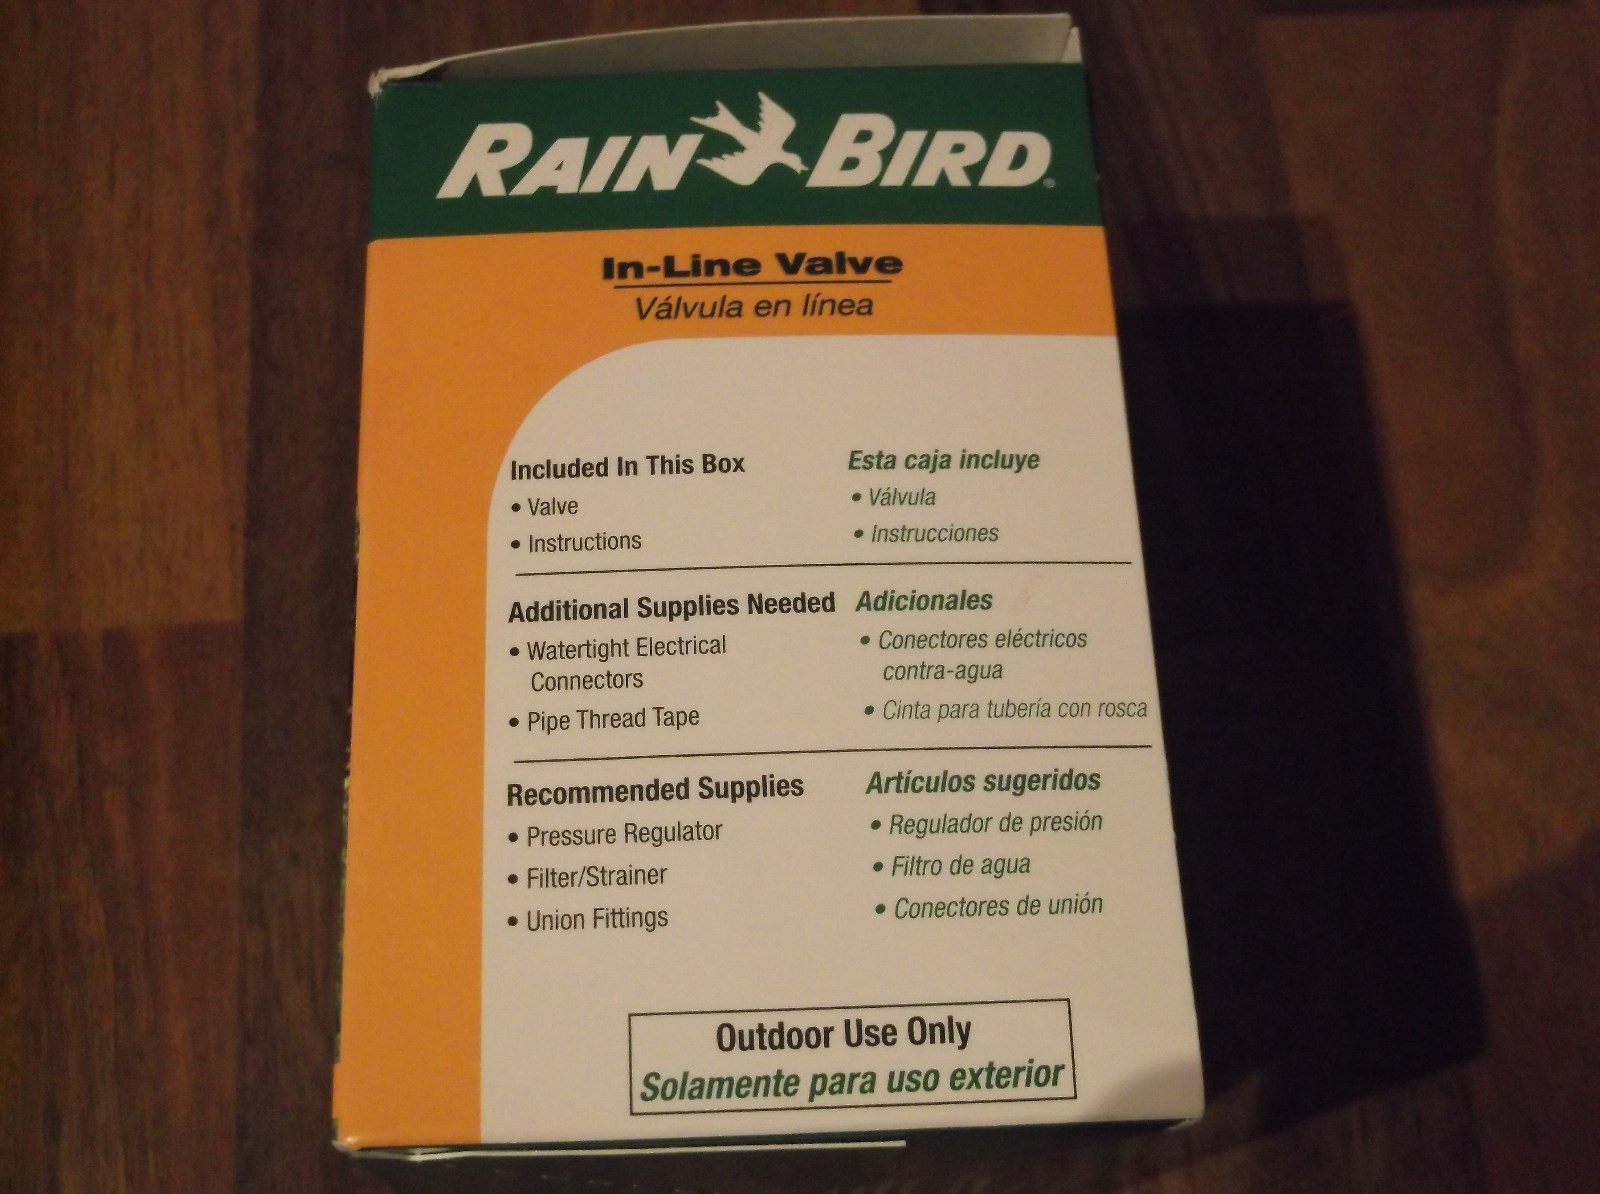 RAIN BIRD®
In-Line Valve
Válvula en línea
Included In This Box
• Valve
• Instructions
Esta caja incluye
• Válvula
• Instrucciones
Additional Supplies Needed
• Watertight Electrical
Connectors
• Pipe Thread Tape
Adicionales
• Conectores eléctricos
contra-agua
• Cinta para tubería con rosca
Recommended Supplies
• Pressure Regulator
• Filter/Strainer
• Union Fittings
Artículos sugeridos
• Regulador de presión
• Filtro de agua
• Conectores de unión
Outdoor Use Only
Solamente para uso exterior